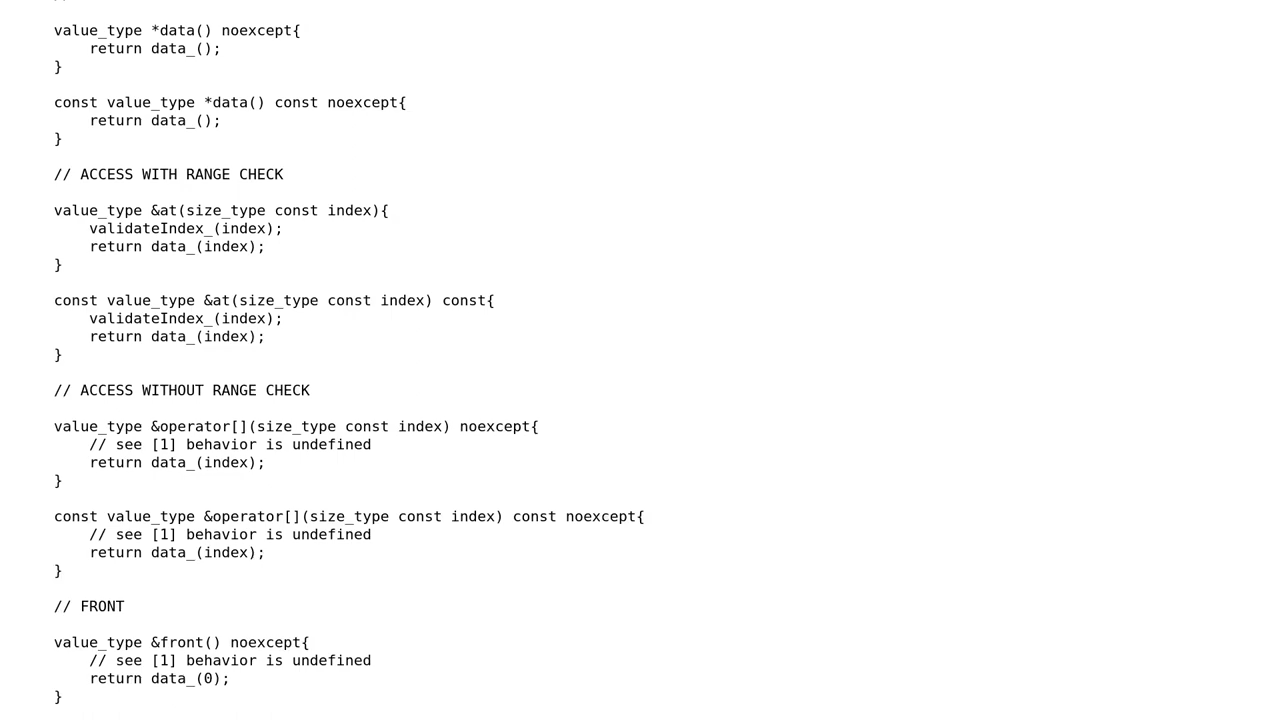 value_type *data() noexcept{
    return data_();
}

const value_type *data() const noexcept{
    return data_();
}

// ACCESS WITH RANGE CHECK

value_type &at(size_type const index){
    validateIndex_(index);
    return data_(index);
}

const value_type &at(size_type const index) const{
    validateIndex_(index);
    return data_(index);
}

// ACCESS WITHOUT RANGE CHECK

value_type &operator[](size_type const index) noexcept{
    // see [1] behavior is undefined
    return data_(index);
}

const value_type &operator[](size_type const index) const noexcept{
    // see [1] behavior is undefined
    return data_(index);
}

// FRONT

value_type &front() noexcept{
    // see [1] behavior is undefined
    return data_(0);
}